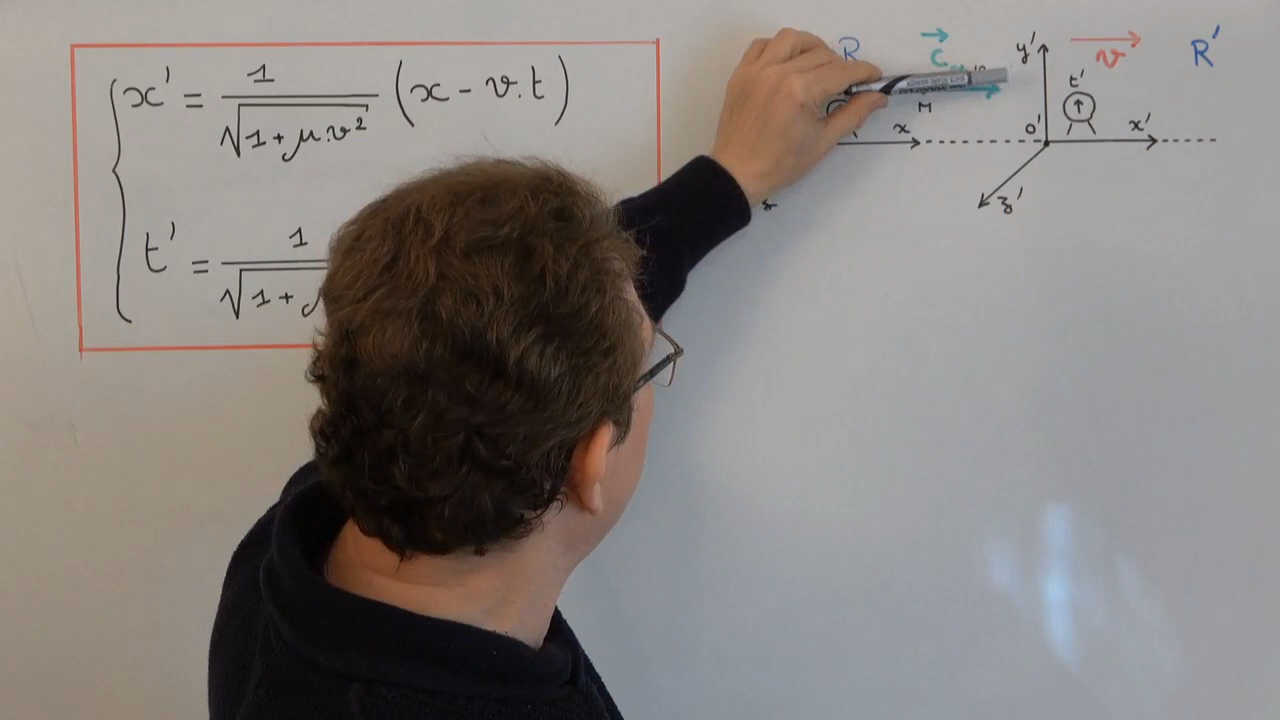 x' = 1/√(1+μ.v²) (x - v.t)
t' = 1/√(1+
R
C
y'
v
R'
t'
M
x
o'
x'
z
z'